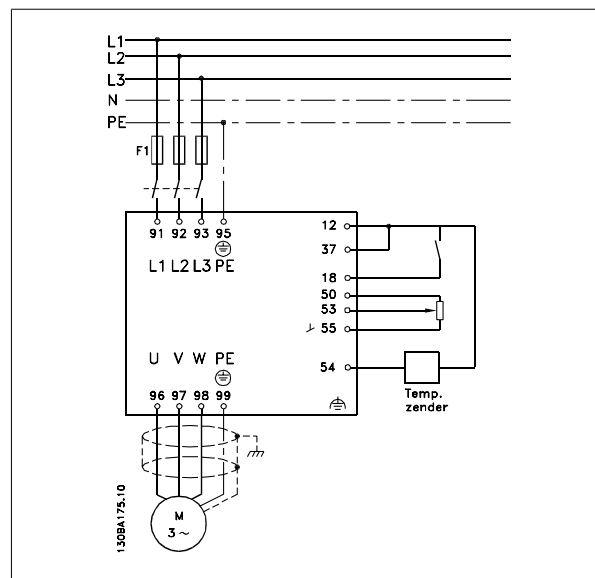 L1
L2
L3
N
PE
F1
91 92 93 95
L1 L2 L3 PE
12
37
18
50
53
55
54
Temp.
zender
U V W PE
96 97 98 99
M
3 ~
130BA175.10